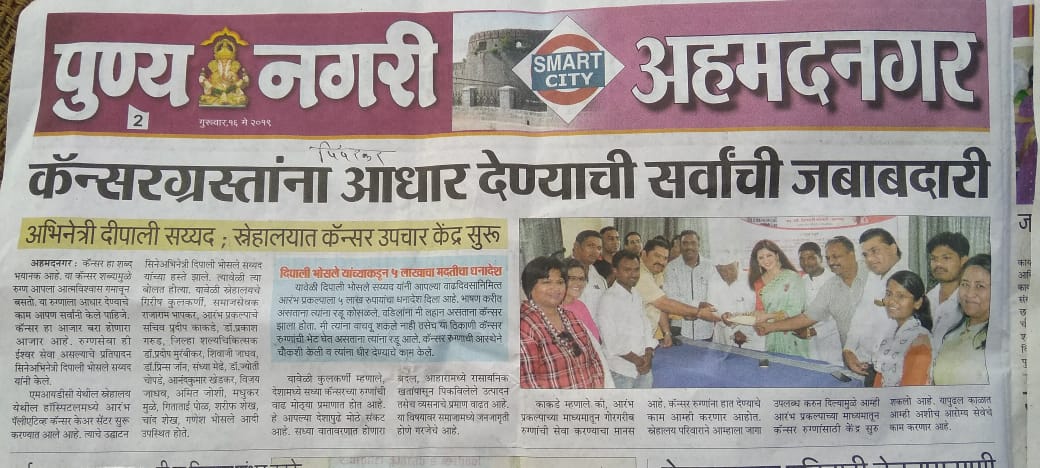 पुण्य नगरी
SMART
CITY
अहमदनगर
2
गुरूवार, १६ मे २०१९
पिंपरकर
कॅन्सरग्रस्तांना आधार देण्याची सर्वांची जबाबदारी
अभिनेत्री दीपाली सय्यद ; स्नेहालयात कॅन्सर उपचार केंद्र सुरू
अहमदनगर: कॅन्सर हा शब्द
भयानक आहे. या कॅन्सर शब्दामुळे
रुग्ण आपला आत्मविश्वास गमावून
बसतो. या रुग्णाला आधार देण्याचे
काम आपण सर्वांनी केले पाहिजे.
कॅन्सर हा आजार बरा होणारा
आजार आहे. रुग्णसेवा ही
ईश्वर सेवा असल्याचे प्रतिपादन
सिनेअभिनेत्री दिपाली भोसले सय्यद
यांनी केले.
एमआयडीसी येथील स्नेहालय
येथील हॉस्पिटलमध्ये आरंभ
पॅलीएटिव्ह कॅन्सर केअर सेंटर सुरू
करण्यात आले आहे. त्याचे उद्घाटन
सिनेअभिनेत्री दिपाली भोसले सय्यद
यांच्या हस्ते झाले. त्यावेळी त्या
बोलत होत्या. यावेळी स्नेहालयचे
गिरीष कुलकर्णी, समाजसेवक
राजाराम भापकर, आरंभ प्रकल्पाचे
सचिव प्रदीप काकडे, डॉ.प्रकाश
गरुड, जिल्हा शल्यचिकित्सक
डॉ.प्रदीप मुरंबीकर, शिवाजी जाधव,
डॉ.प्रिन्स जॉन, संध्या मेढे, डॉ.ज्योती
चोपडे, आनंदकुमार खेडकर, विजय
जाधव, अमित जोशी, मधुकर
मुळे, गिताताई पोळ, शरीफ शेख,
चांद शेख, गणेश भोसले आदी
उपस्थित होते.
दिपाली भोसले यांच्याकडून ५ लाखाचा मदतीचा धनादेश
यावेळी दिपाली भोसले सय्यद यांनी आपल्या वाढदिवसानिमित्त
आरंभ प्रकल्पाला ५ लाख रुपयांचा धनादेश दिला आहे. भाषण करीत
असताना त्यांना रडू कोसळले. वडिलांना मी लहान असताना कॅन्सर
झाला होता. मी त्यांना वाचवू शकले नाही तसेच या ठिकाणी कॅन्सर
रुग्णांची भेट घेत असताना त्यांना रडू आले. कॅन्सर रुग्णांची आस्थेने
चौकशी केली व त्यांना धीर देण्याचे काम केले.
यावेळी कुलकर्णी म्हणाले,
देशामध्ये सध्या कॅन्सरच्या रुग्णांची
वाढ मोठ्या प्रमाणात होत आहे.
हे आपल्या देशापुढे मोठे संकट
आहे. सध्या वातावरणात होणारा
बदल, आहारामध्ये रासायनिक
खतांपासून पिकविलेले उत्पादन
तसेच व्यसनाचे प्रमाण वाढत आहे.
या विषयावर समाजामध्ये जनजागृती
होणे गरजेचे आहे.
काकडे म्हणाले की, आरंभ
प्रकल्पाच्या माध्यमातून गोरगरीब
रुग्णांची सेवा करण्याचा मानस
आहे. कॅन्सर रुग्णांना हात देण्याचे
काम आम्ही करणार आहोत.
स्नेहालय परिवाराने आम्हाला जागा
उपलब्ध करुन दिल्यामुळे आम्ही
आरंभ प्रकल्पाच्या माध्यमातून
कॅन्सर रुग्णांसाठी केंद्र सुरु
शकलो आहे. यापुढील काळात
आम्ही अशीच आरोग्य सेवेचे
काम करणार आहे.